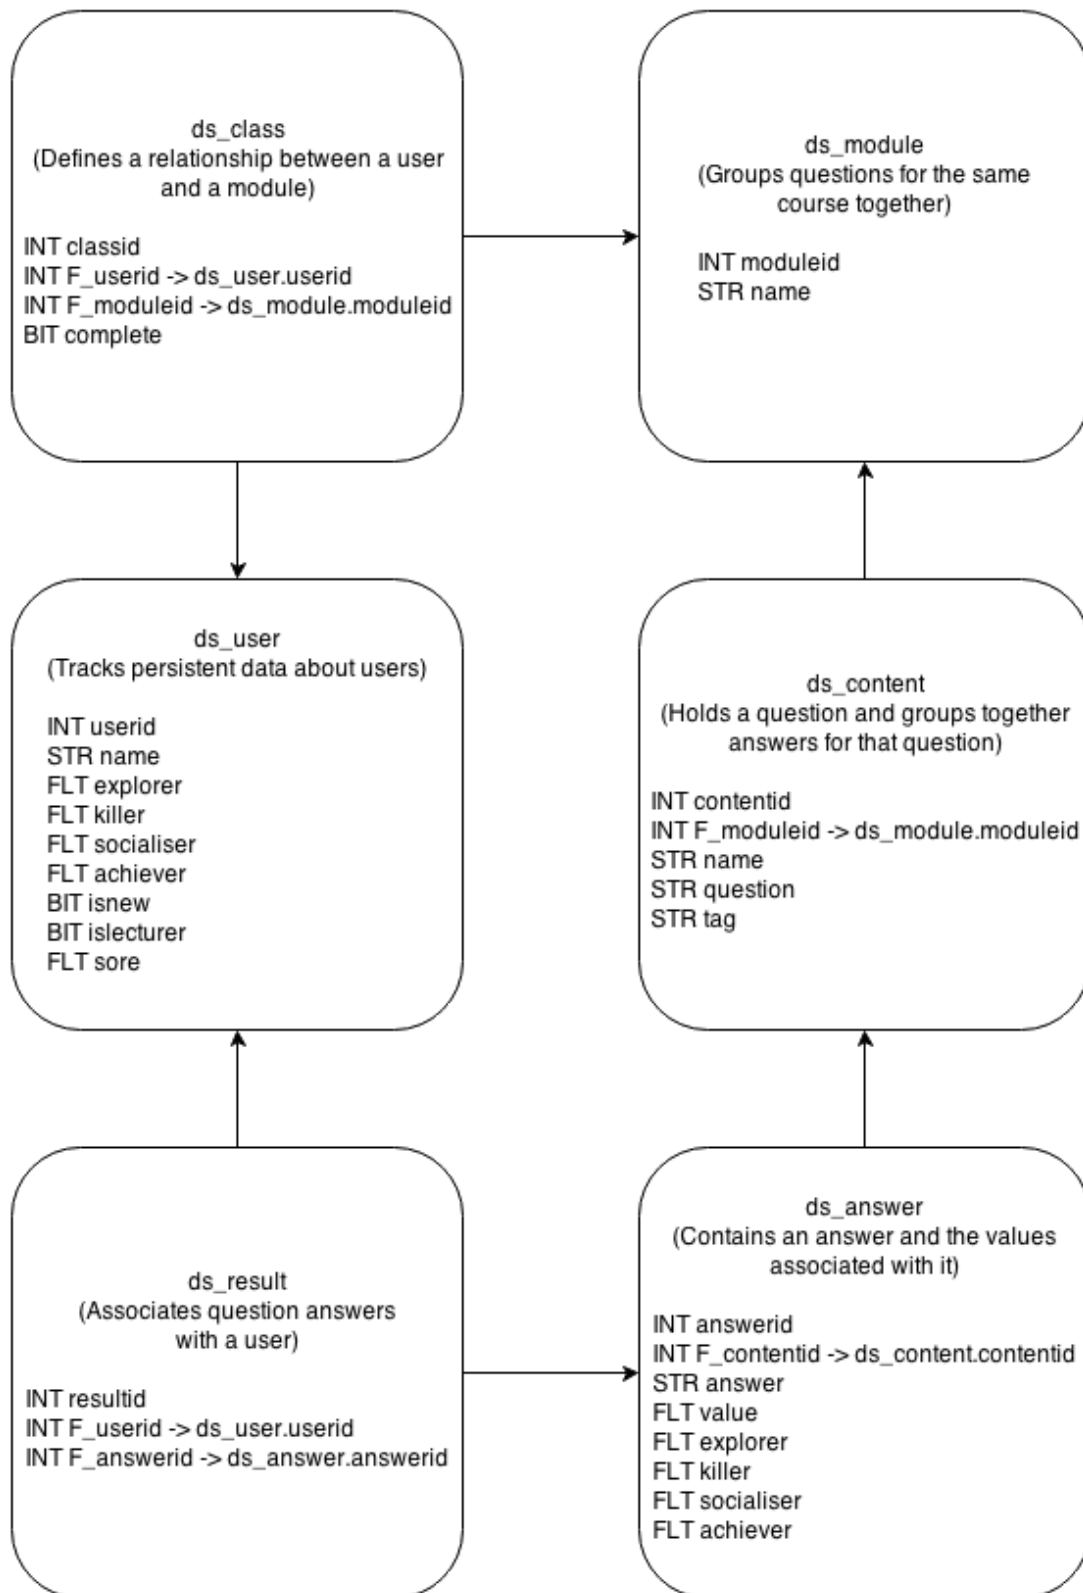 ds_class
(Defines a relationship between a user
and a module)
INT classid
INT F_userid -> ds_user.userid
INT F_moduleid -> ds_module.moduleid
BIT complete
ds_module
(Groups questions for the same
course together)
INT moduleid
STR name
ds_user
(Tracks persistent data about users)
INT userid
STR name
FLT explorer
FLT killer
FLT socialiser
FLT achiever
BIT isnew
BIT islecturer
FLT sore
ds_content
(Holds a question and groups together
answers for that question)
INT contentid
INT F_moduleid -> ds_module.moduleid
STR name
STR question
STR tag
ds_result
(Associates question answers
with a user)
INT resultid
INT F_userid -> ds_user.userid
INT F_answerid -> ds_answer.answerid
ds_answer
(Contains an answer and the values
associated with it)
INT answerid
INT F_contentid -> ds_content.contentid
STR answer
FLT value
FLT explorer
FLT killer
FLT socialiser
FLT achiever